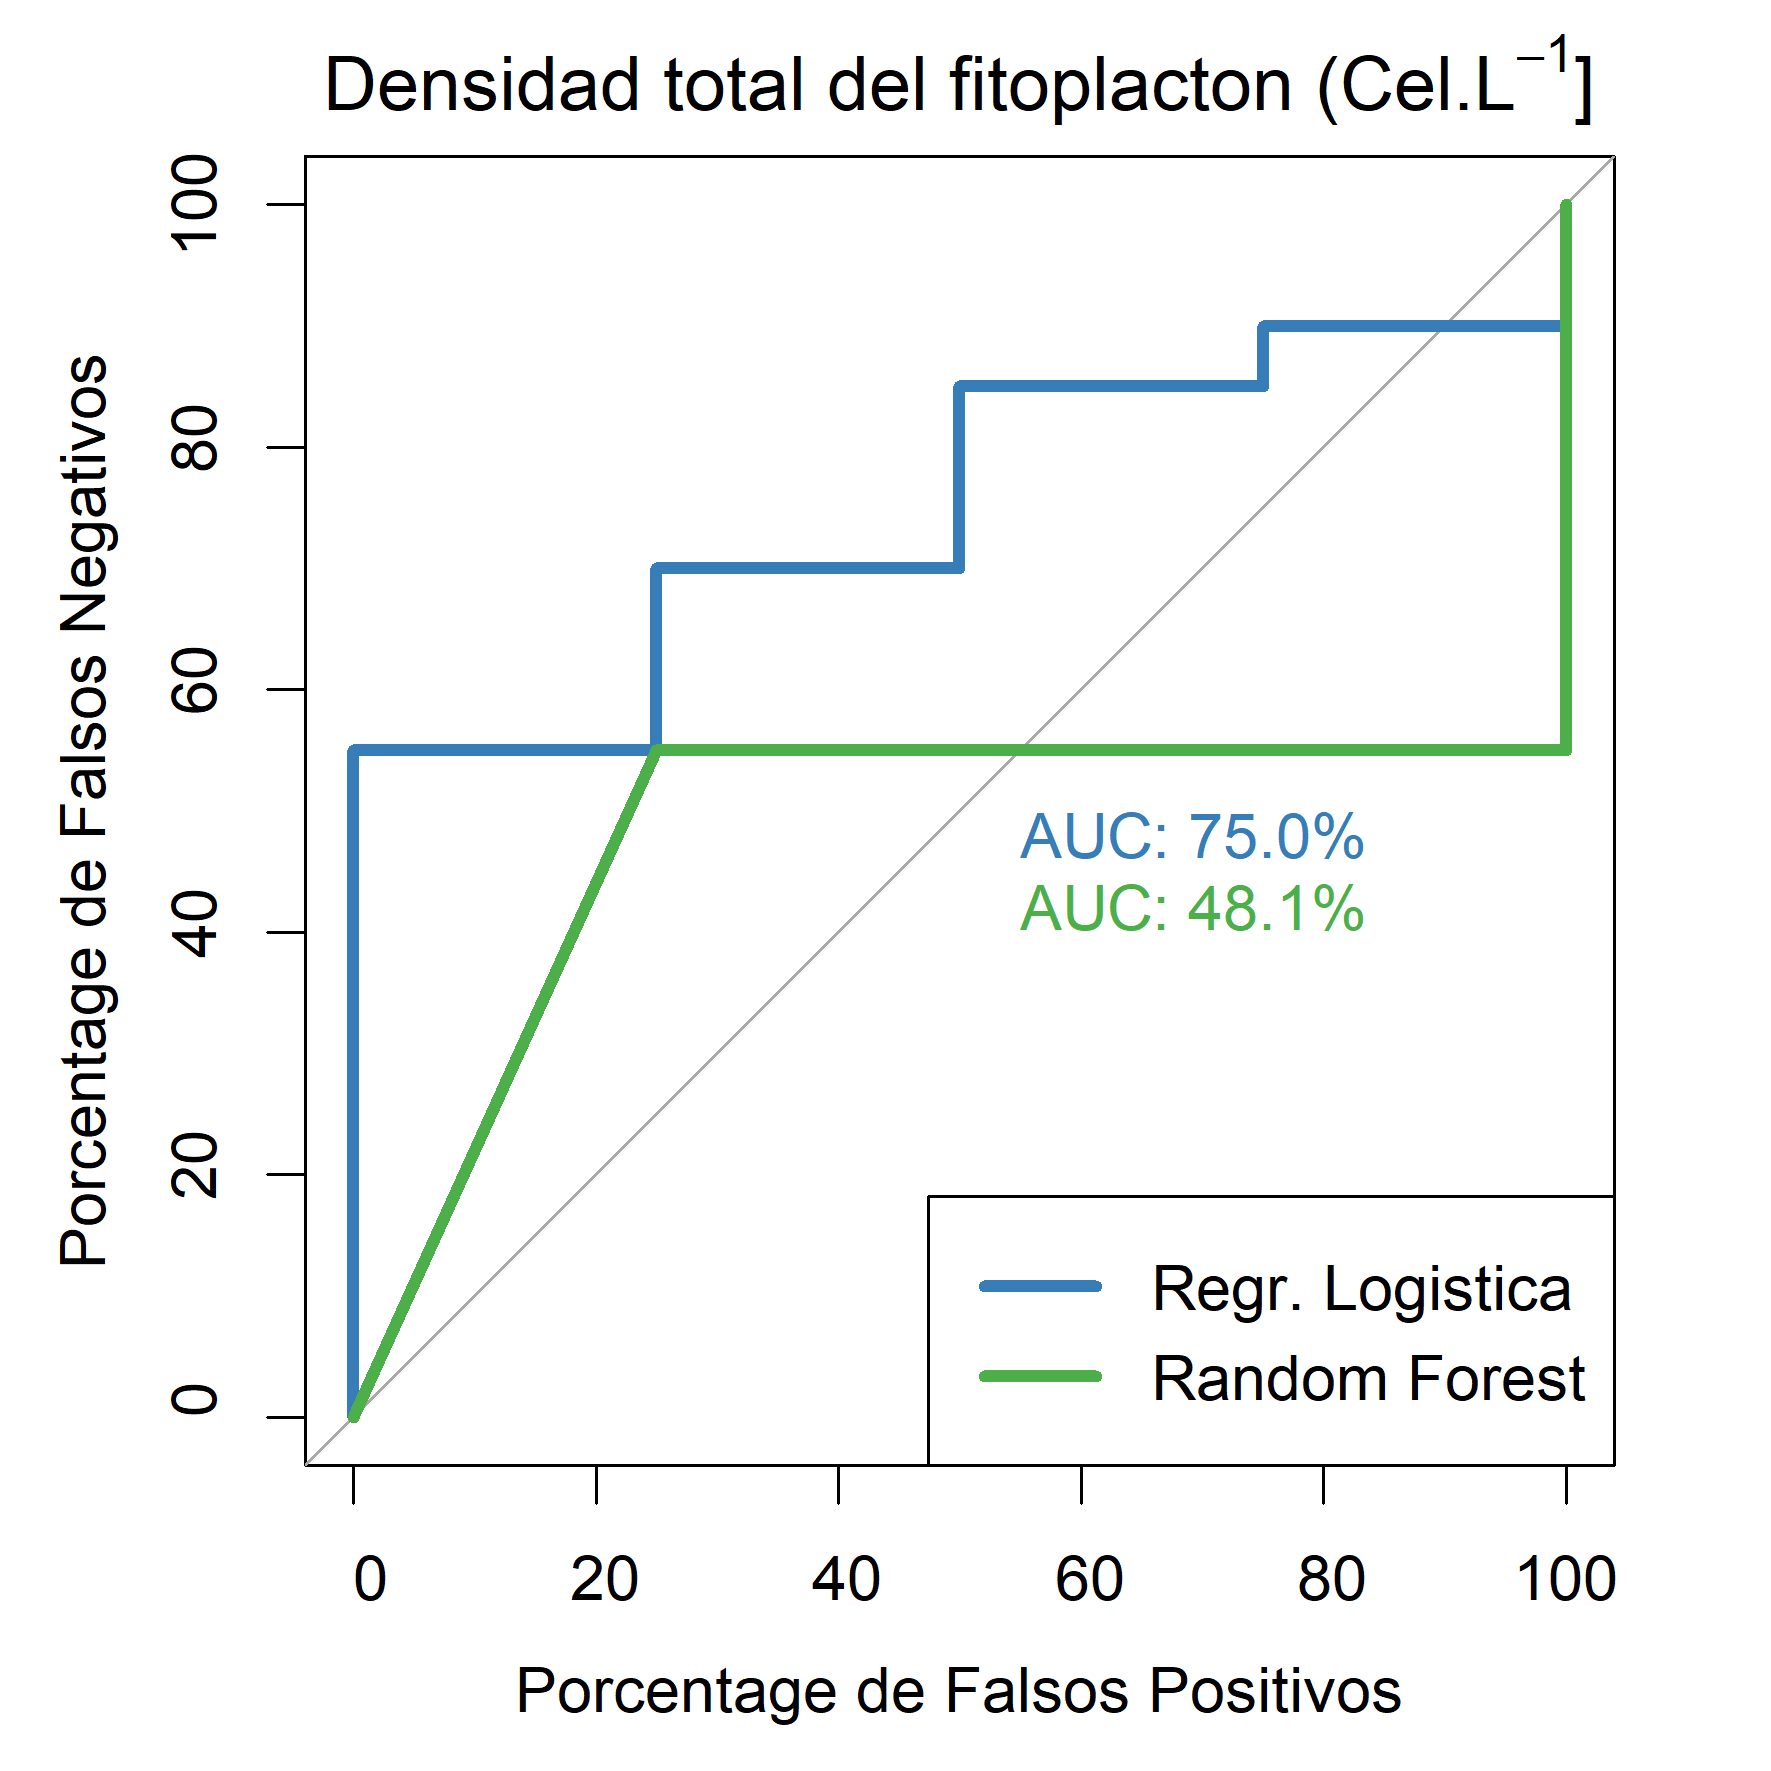 Densidad total del fitoplacton (Cel.L⁻¹]
Porcentage de Falsos Negativos
100
80
60
40
20
0
AUC: 75.0%
AUC: 48.1%
Regr. Logistica
Random Forest
0 20 40 60 80 100
Porcentage de Falsos Positivos